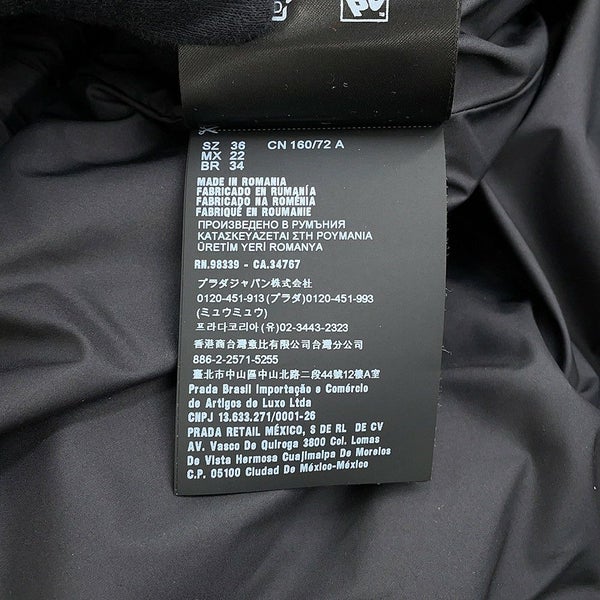 SZ 36 CN 160/72 A
MX 22
BR 34
MADE IN ROMANIA
FABRICADO EN RUMANÍA
FABRICADO NA ROMÊNIA
FABRIQUÉ EN ROUMANIE
ПРОИЗВЕДЕНО В РУМЪНИЯ
ΚΑΤΑΣΚΕΥΑΖΕΤΑΙ ΣΤΗ ΡΟΥΜΑΝΙΑ
ÜRETİM YERİ ROMANYA
RN.98339 - CA.34767
プラダジャパン株式会社
0120-451-913(プラダ)0120-451-993
(ミュウミュウ)
프라다코리아(유)02-3443-2323
香港商台灣意比有限公司台灣分公司
886-2-2571-5255
臺北市中山區中山北路二段44號12樓A室
Prada Brasil Importação e Comércio
de Artigos de Luxo Ltda
CNPJ 13.633.271/0001-26
PRADA RETAIL MÉXICO, S DE RL DE CV
AV. Vasco De Quiroga 3800 Col. Lomas
De Vista Hermosa Cuajimalpa De Morelos
C.P. 05100 Ciudad De México-México